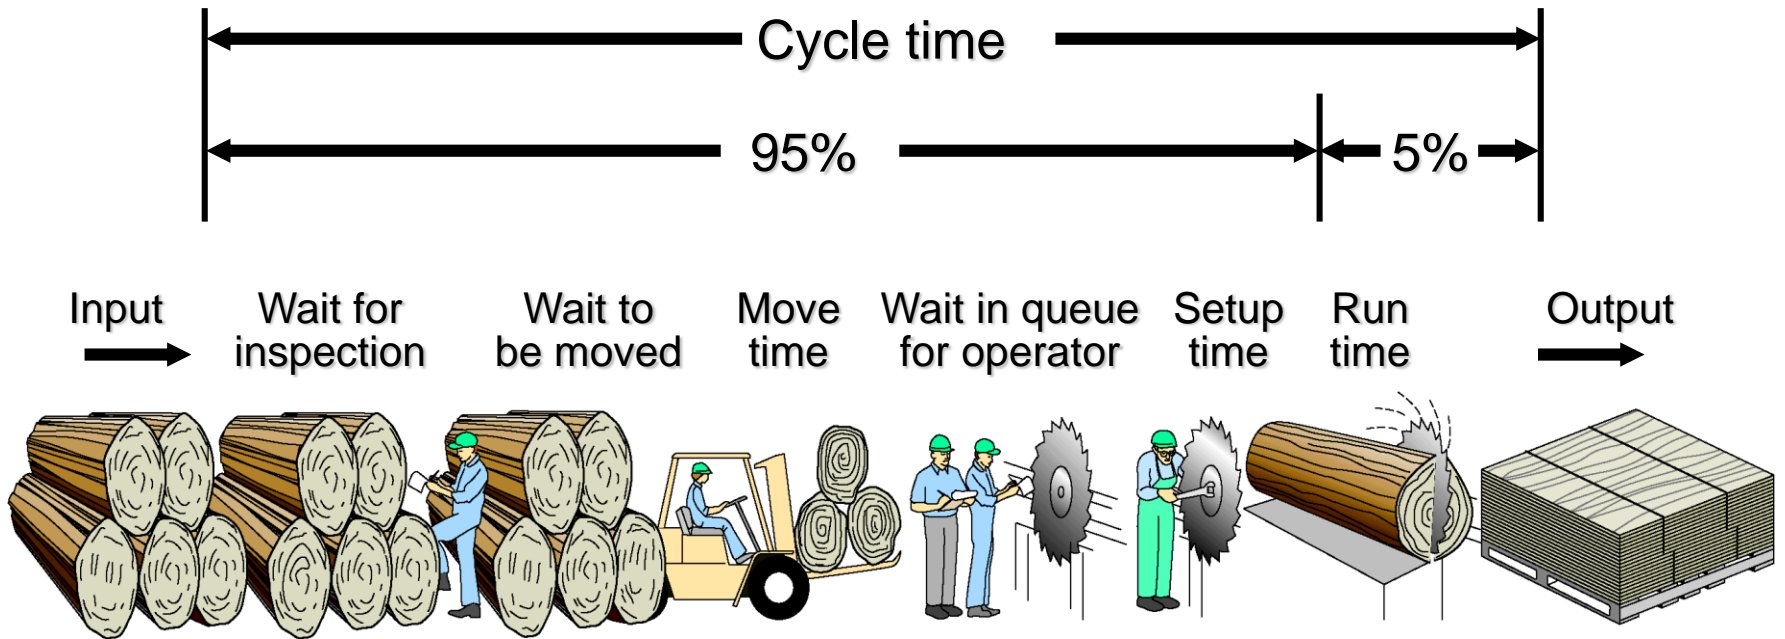 Cycle time
95%
5%
Input
Wait for
inspection
Wait to
be moved
Move
time
Wait in queue
for operator
Setup
time
Run
time
Output